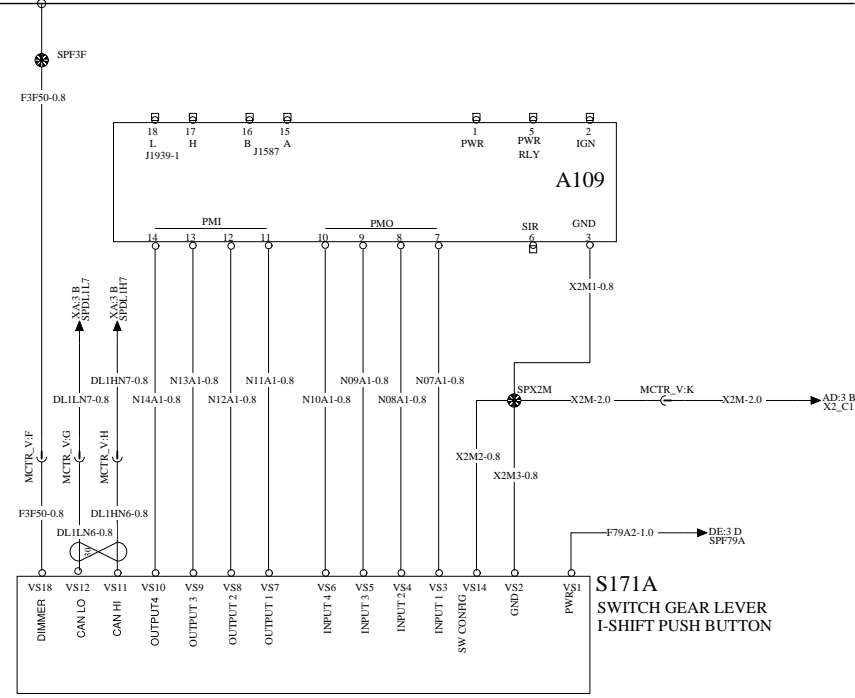 SPF3F
F3F50-0.8
18 17 16 15 1 5 2
L H B A PWR PWR IGN
J1939-1 J1587 RLY
A109
PMI PMO SIR GND
14 13 12 11 10 9 8 7 6 3
X2M1-0.8
XA:3 B
SPDL1L7
XA:3 B
SPDL1H7
DL1HN7-0.8 N13A1-0.8 N11A1-0.8 N09A1-0.8 N07A1-0.8
SPX2M MCTR_V:K
DL1LN7-0.8 N14A1-0.8 N12A1-0.8 N10A1-0.8 N08A1-0.8 X2M-2.0 X2M-2.0 AD:3 B
X2_C1
MCTR_V:F
MCTR_V:G
MCTR_V:H
X2M2-0.8
X2M3-0.8
F3F50-0.8 DL1HN6-0.8
DL1LN6-0.8
F79A2-1.0 DE:3 D
SPF79A
30
VS18 VS12 VS11 VS10 VS9 VS8 VS7 VS6 VS5 VS4 VS3 VS14 VS2 VS1
DIMMER
CAN LO
CAN HI
OUTPUT4
OUTPUT 3
OUTPUT 2
OUTPUT 1
INPUT 4
INPUT 3
INPUT 2
INPUT 1
SW CONFIG
GND
PWR
S171A
SWITCH GEAR LEVER
I-SHIFT PUSH BUTTON